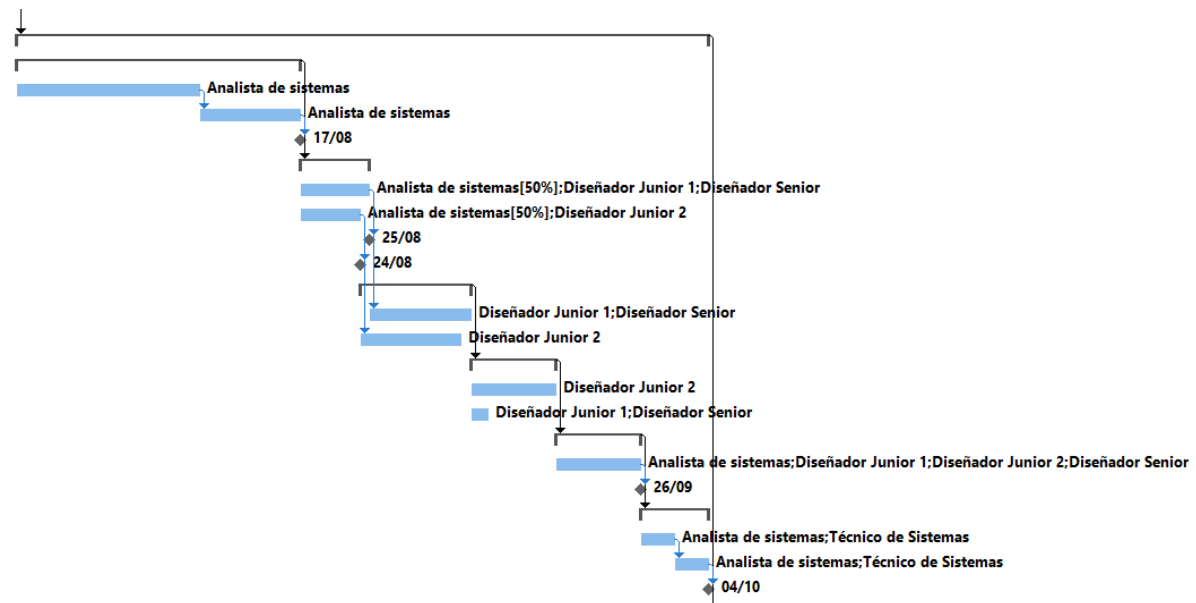 Analista de sistemas
Analista de sistemas
17/08
Analista de sistemas[50%];Diseñador Junior 1;Diseñador Senior
Analista de sistemas[50%];Diseñador Junior 2
25/08
24/08
Diseñador Junior 1;Diseñador Senior
Diseñador Junior 2
Diseñador Junior 2
Diseñador Junior 1;Diseñador Senior
Analista de sistemas;Diseñador Junior 1;Diseñador Junior 2;Diseñador Senior
26/09
Analista de sistemas;Técnico de Sistemas
Analista de sistemas;Técnico de Sistemas
04/10